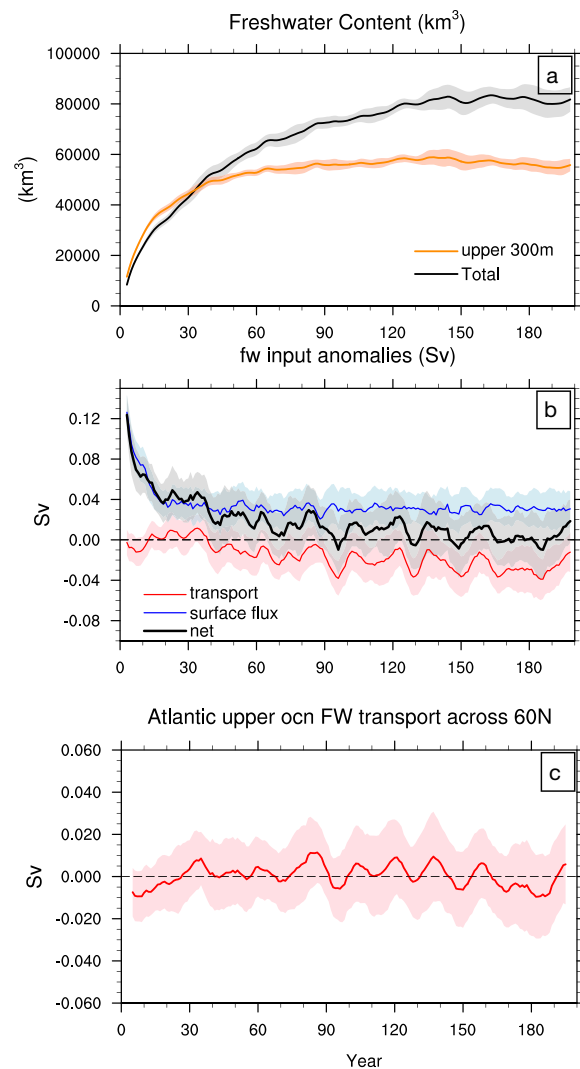 Freshwater Content (km³)
a
100000
80000
60000
40000
20000
0
(km³)
upper 300m
Total
0 30 60 90 120 150 180
fw input anomalies (Sv)
b
0.12
0.08
0.04
0.00
-0.04
-0.08
Sv
transport
surface flux
net
0 30 60 90 120 150 180
Atlantic upper ocn FW transport across 60N
c
0.060
0.040
0.020
0.000
-0.020
-0.040
-0.060
Sv
0 30 60 90 120 150 180
Year